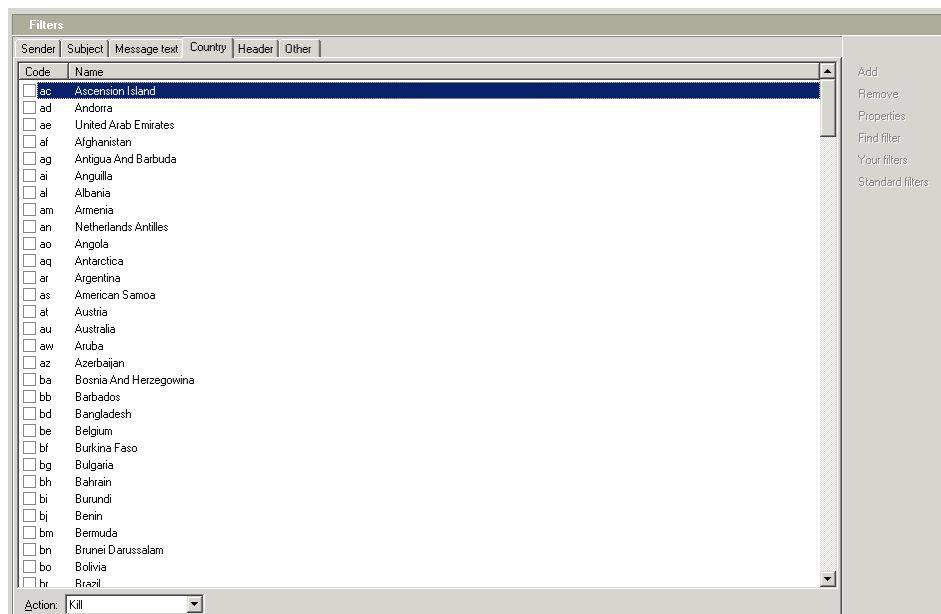 Filters
Sender Subject Message text Country Header Other
Code Name
ac Ascension Island
ad Andorra
ae United Arab Emirates
af Afghanistan
ag Antigua And Barbuda
ai Anguilla
al Albania
am Armenia
an Netherlands Antilles
ao Angola
aq Antarctica
ar Argentina
as American Samoa
at Austria
au Australia
aw Aruba
az Azerbaijan
ba Bosnia And Herzegowina
bb Barbados
bd Bangladesh
be Belgium
bf Burkina Faso
bg Bulgaria
bh Bahrain
bi Burundi
bj Benin
bm Bermuda
bn Brunei Darussalam
bo Bolivia
br Brazil
Action: Kill
Add
Remove
Properties
Find filter
Your filters
Standard filters